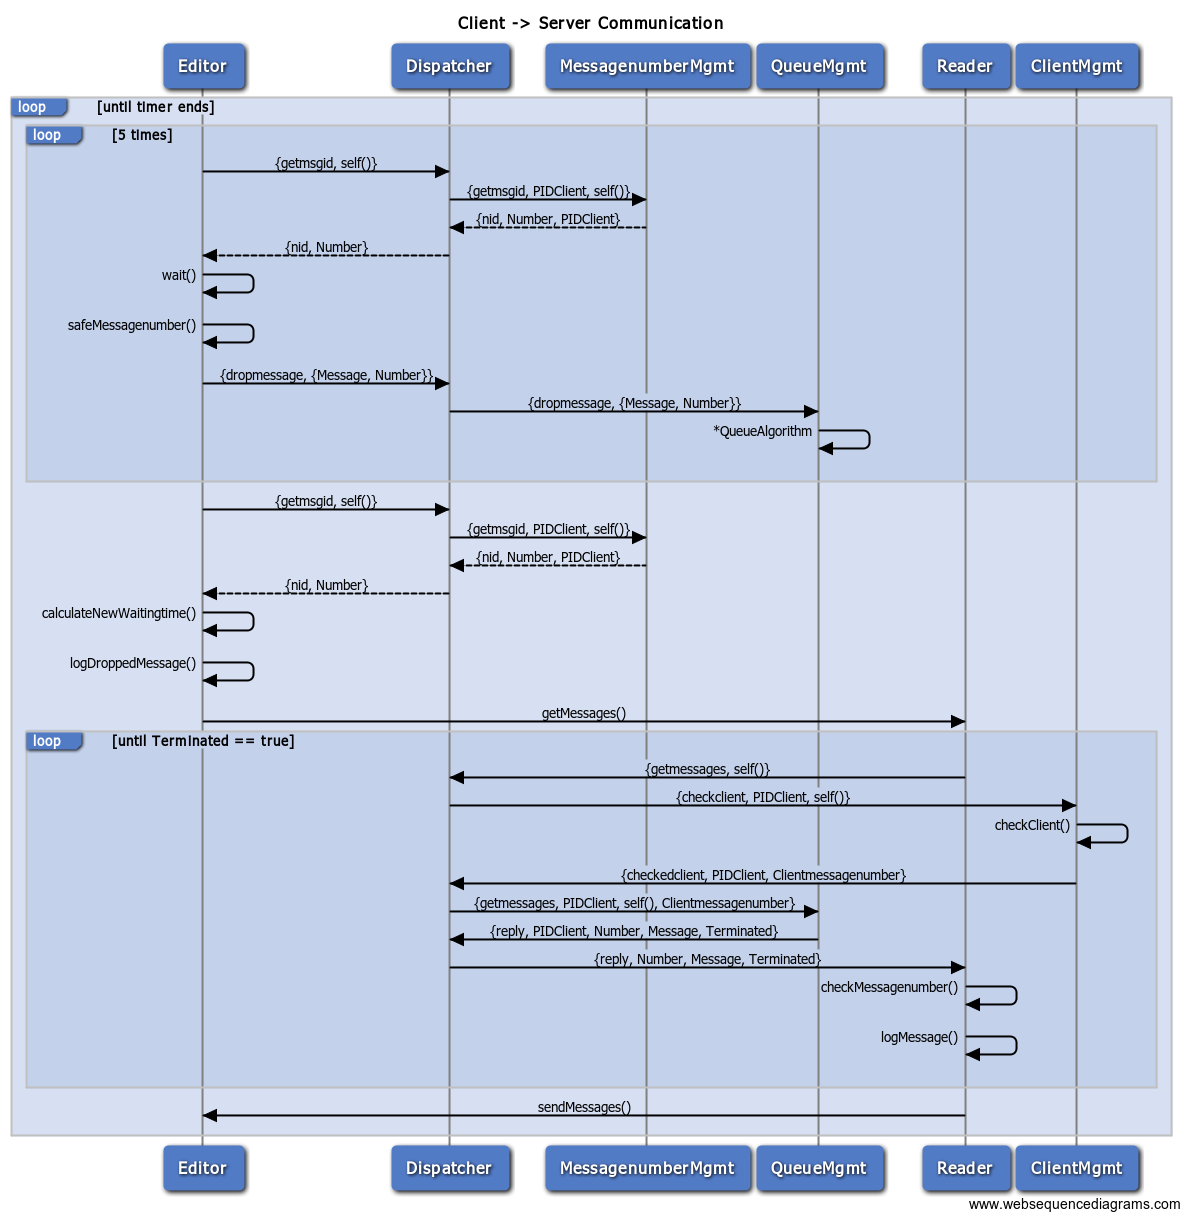 Client -> Server Communication
Editor
Dispatcher
MessagenumberMgmt
QueueMgmt
Reader
ClientMgmt
loop [until timer ends]
loop [5 times]
{getmsgid, self()}
{getmsgid, PIDClient, self()}
{nid, Number, PIDClient}
{nid, Number}
wait()
safeMessagenumber()
{dropmessage, {Message, Number}}
{dropmessage, {Message, Number}}
*QueueAlgorithm
{getmsgid, self()}
{getmsgid, PIDClient, self()}
{nid, Number, PIDClient}
{nid, Number}
calculateNewWaitingtime()
logDroppedMessage()
getMessages()
loop [until Terminated == true]
{getmessages, self()}
{checkclient, PIDClient, self()}
checkClient()
{checkedclient, PIDClient, Clientmessagenumber}
{getmessages, PIDClient, self(), Clientmessagenumber}
{reply, PIDClient, Number, Message, Terminated}
{reply, Number, Message, Terminated}
checkMessagenumber()
logMessage()
sendMessages()
Editor
Dispatcher
MessagenumberMgmt
QueueMgmt
Reader
ClientMgmt
www.websequencediagrams.com